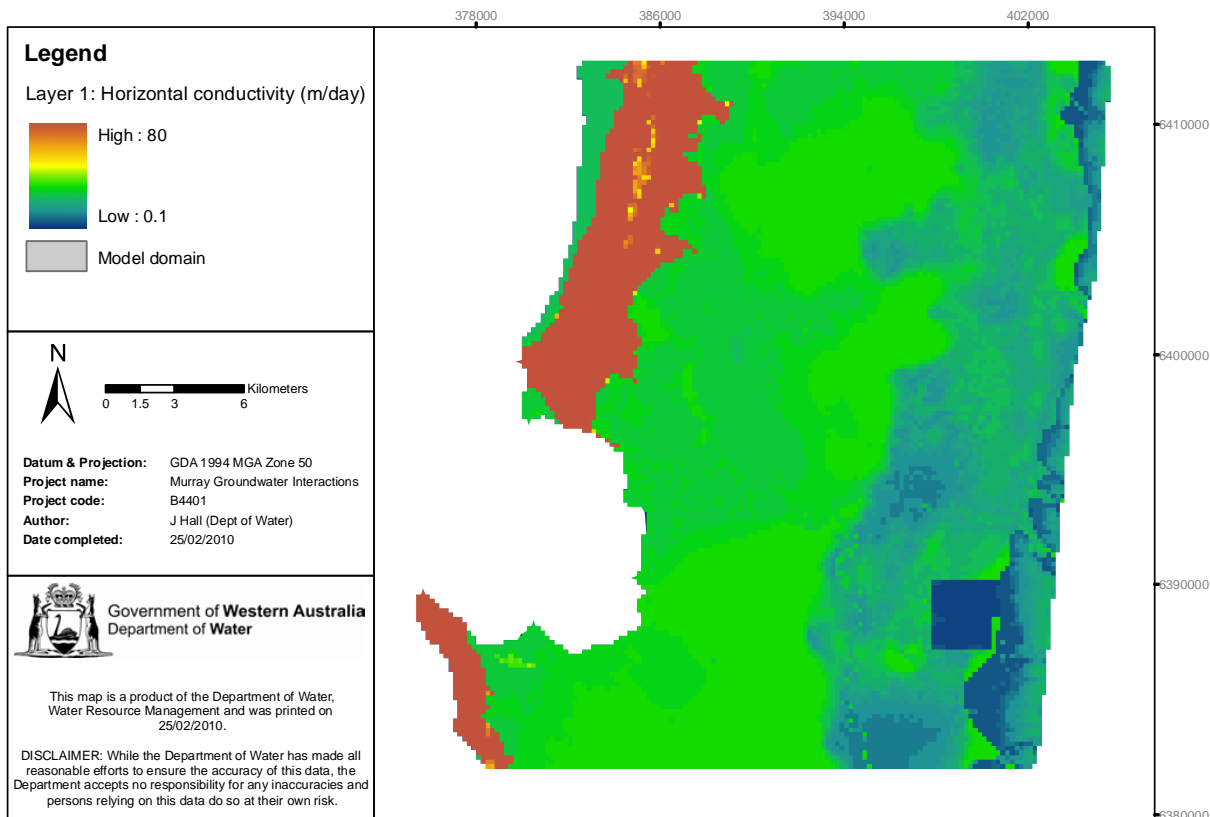 378000
386000
394000
402000
Legend
Layer 1: Horizontal conductivity (m/day)
High : 80
Low : 0.1
Model domain
N
Kilometers
0 1.5 3 6
Datum & Projection: GDA 1994 MGA Zone 50
Project name: Murray Groundwater Interactions
Project code: B4401
Author: J Hall (Dept of Water)
Date completed: 25/02/2010
Government of Western Australia
Department of Water
This map is a product of the Department of Water,
Water Resource Management and was printed on
25/02/2010.
DISCLAIMER: While the Department of Water has made all
reasonable efforts to ensure the accuracy of this data, the
Department accepts no responsibility for any inaccuracies and
persons relying on this data do so at their own risk.
6410000
6400000
6390000
6380000